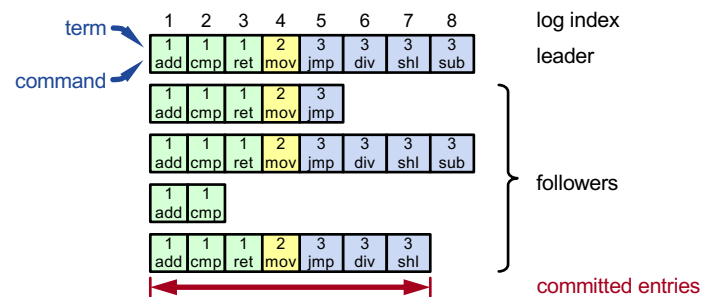 1 2 3 4 5 6 7 8 log index
term
1 1 1 2 3 3 3 3
add cmp ret mov jmp div shl sub
leader
command
1 1 1 2 3
add cmp ret mov jmp
1 1 1 2 3 3 3 3
add cmp ret mov jmp div shl sub
followers
1 1
add cmp
1 1 1 2 3 3 3
add cmp ret mov jmp div shl
committed entries